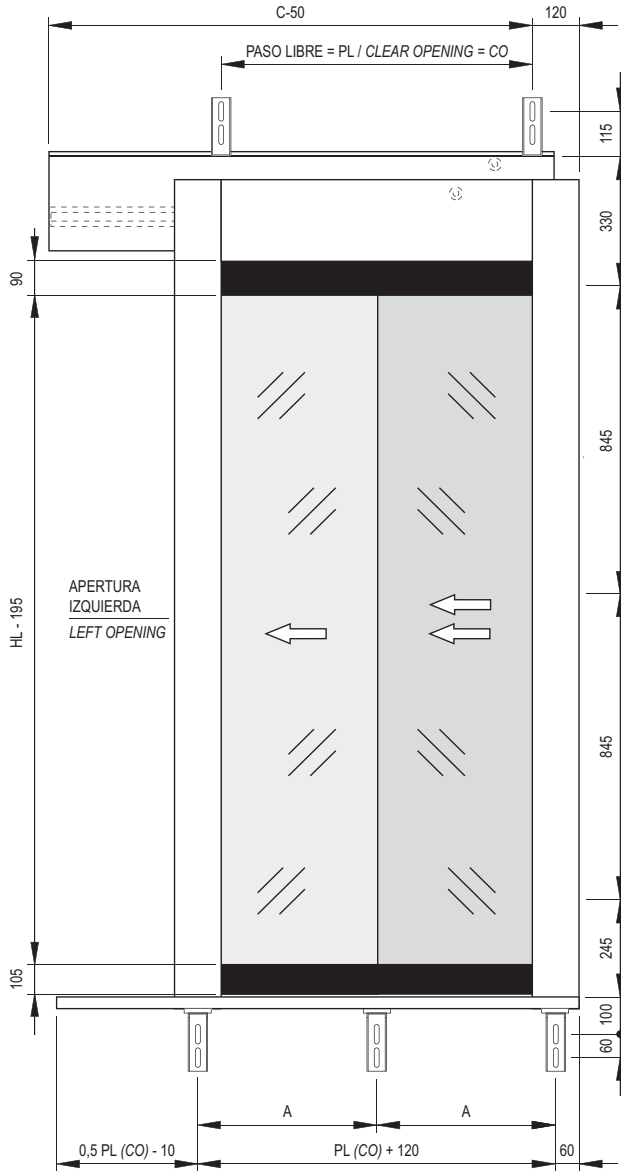 C-50
120
PASO LIBRE = PL / CLEAR OPENING = CO
115
330
90
845
HL - 195
APERTURA
IZQUIERDA
LEFT OPENING
845
245
105
100
60
A
A
0,5 PL (CO) - 10
PL (CO) + 120
60